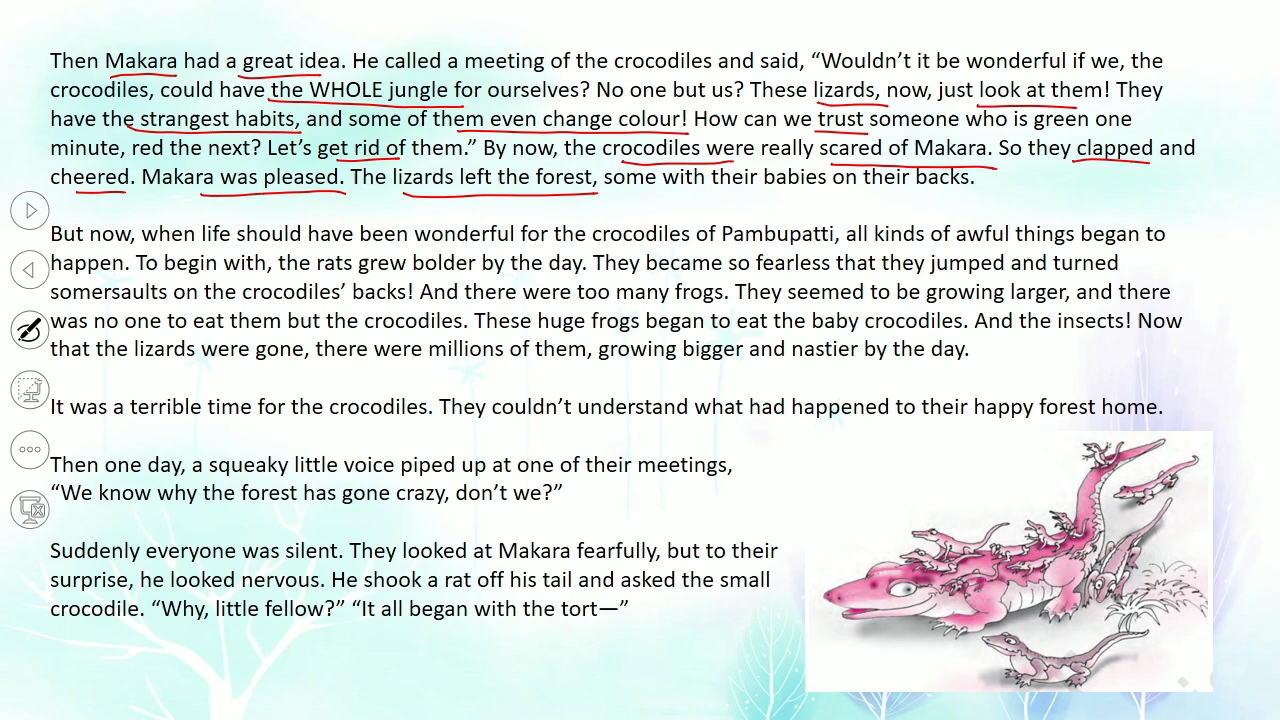 Then Makara had a great idea. He called a meeting of the crocodiles and said, “Wouldn’t it be wonderful if we, the
crocodiles, could have the WHOLE jungle for ourselves? No one but us? These lizards, now, just look at them! They
have the strangest habits, and some of them even change colour! How can we trust someone who is green one
minute, red the next? Let’s get rid of them.” By now, the crocodiles were really scared of Makara. So they clapped and
cheered. Makara was pleased. The lizards left the forest, some with their babies on their backs.
But now, when life should have been wonderful for the crocodiles of Pambupatti, all kinds of awful things began to
happen. To begin with, the rats grew bolder by the day. They became so fearless that they jumped and turned
somersaults on the crocodiles’ backs! And there were too many frogs. They seemed to be growing larger, and there
was no one to eat them but the crocodiles. These huge frogs began to eat the baby crocodiles. And the insects! Now
that the lizards were gone, there were millions of them, growing bigger and nastier by the day.
It was a terrible time for the crocodiles. They couldn’t understand what had happened to their happy forest home.
Then one day, a squeaky little voice piped up at one of their meetings,
“We know why the forest has gone crazy, don’t we?”
Suddenly everyone was silent. They looked at Makara fearfully, but to their
surprise, he looked nervous. He shook a rat off his tail and asked the small
crocodile. “Why, little fellow?” “It all began with the tort—”